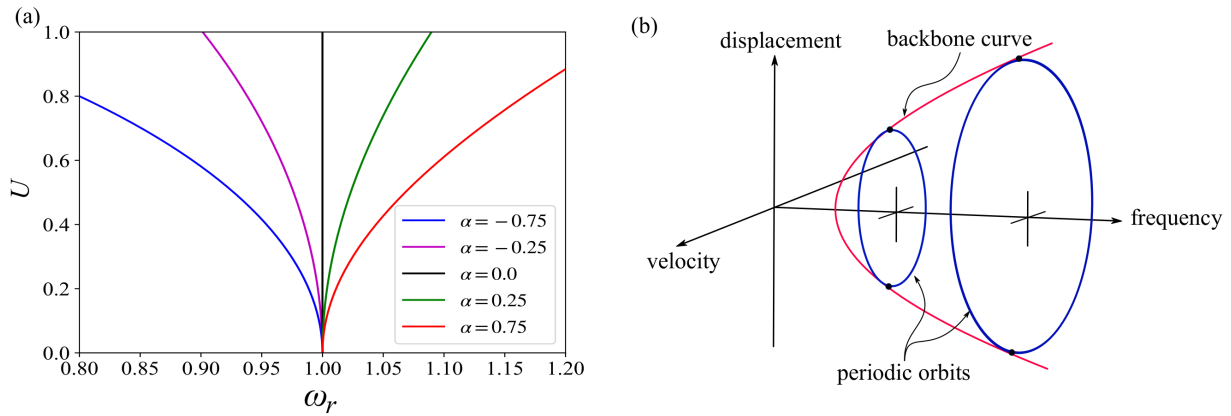 (a)
1.0
0.8
0.6
0.4
0.2
0.0
U
0.80 0.85 0.90 0.95 1.00 1.05 1.10 1.15 1.20
ω_r
α = −0.75
α = −0.25
α = 0.0
α = 0.25
α = 0.75
(b)
displacement
backbone curve
frequency
velocity
periodic orbits